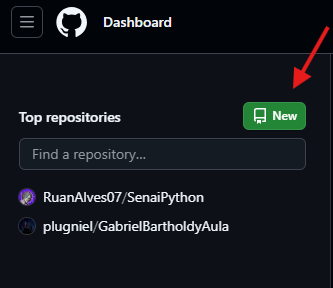 Dashboard
Top repositories
New
Find a repository...
RuanAlves07/SenaiPython
plugniel/GabrielBartholdyAula